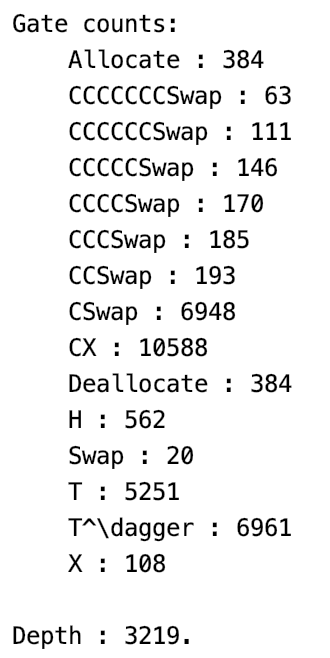 Gate counts:
Allocate : 384
CCCCCCCSwap : 63
CCCCCCSwap : 111
CCCCCSwap : 146
CCCCSwap : 170
CCCSwap : 185
CCSwap : 193
CSwap : 6948
CX : 10588
Deallocate : 384
H : 562
Swap : 20
T : 5251
T^\dagger : 6961
X : 108
Depth : 3219.